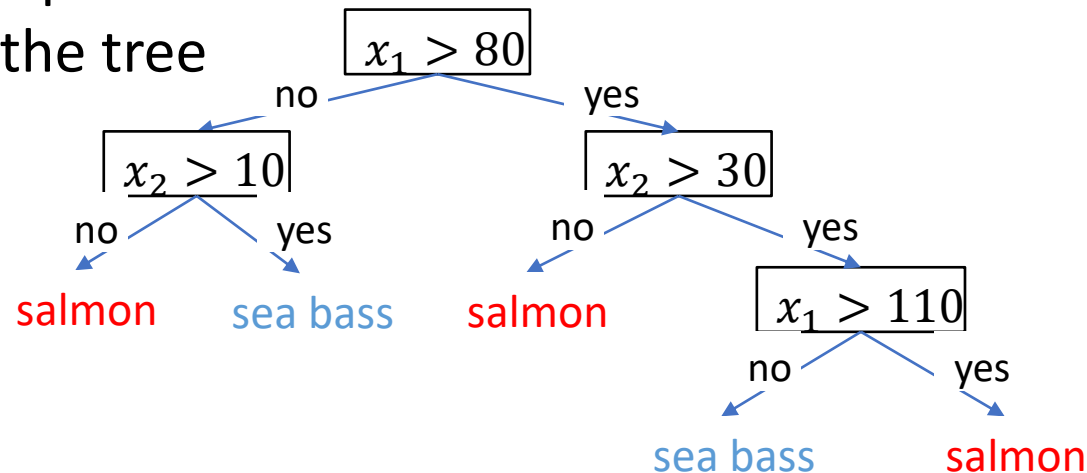 the tree
x₁ > 80
no yes
x₂ > 10 x₂ > 30
no yes no yes
salmon sea bass salmon x₁ > 110
no yes
sea bass salmon